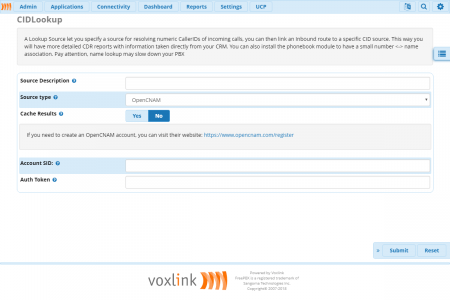 Admin Applications Connectivity Dashboard Reports Settings UCP
CIDLookup
A Lookup Source let you specify a source for resolving numeric CallerIDs of incoming calls, you can then link an Inbound route to a specific CID source. This way you
will have more detailed CDR reports with information taken directly from your CRM. You can also install the phonebook module to have a small number <-> name
association. Pay attention, name lookup may slow down your PBX
Source Description
Source type
OpenCNAM
Cache Results
Yes No
If you need to create an OpenCNAM account, you can visit their website: https://www.opencnam.com/register
Account SID:
Auth Token
» Submit Reset
voxlink
Powered by Voxlink
FreePBX is a registered trademark of
Sangoma Technologies Inc.
Copyright© 2007-2018